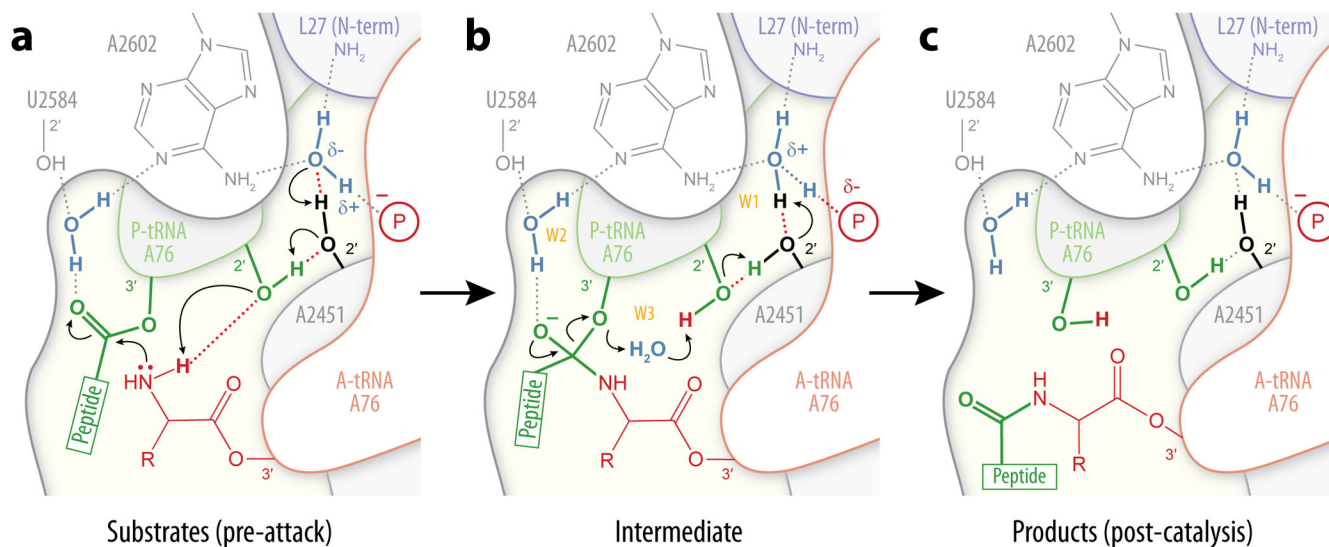 a
L27 (N-term)
NH2
A2602
N
N
N
N
NH2
U2584
2′
OH
H
O δ-
H
δ+
–
P
H
O
H
H
O
2′
H
P-tRNA
A76
3′
2′
O
O
O
A2451
H
HN
Peptide
O
R
O
3′
A-tRNA
A76
Substrates (pre-attack)
b
L27 (N-term)
NH2
A2602
N
N
N
N
NH2
U2584
2′
OH
H
O δ+
H
δ-
P
H
W1
O
2′
H
O
H
W2
H
P-tRNA
A76
3′
2′
O
H
O–
O
W3
H2O
A2451
NH
Peptide
O
R
O
3′
A-tRNA
A76
Intermediate
c
L27 (N-term)
NH2
A2602
N
N
N
N
NH2
U2584
2′
OH
H
O
H
–
P
H
O
2′
H
O
H
P-tRNA
A76
3′
2′
O
H
O
H
A2451
O
H
N
O
O
R
3′
Peptide
A-tRNA
A76
Products (post-catalysis)